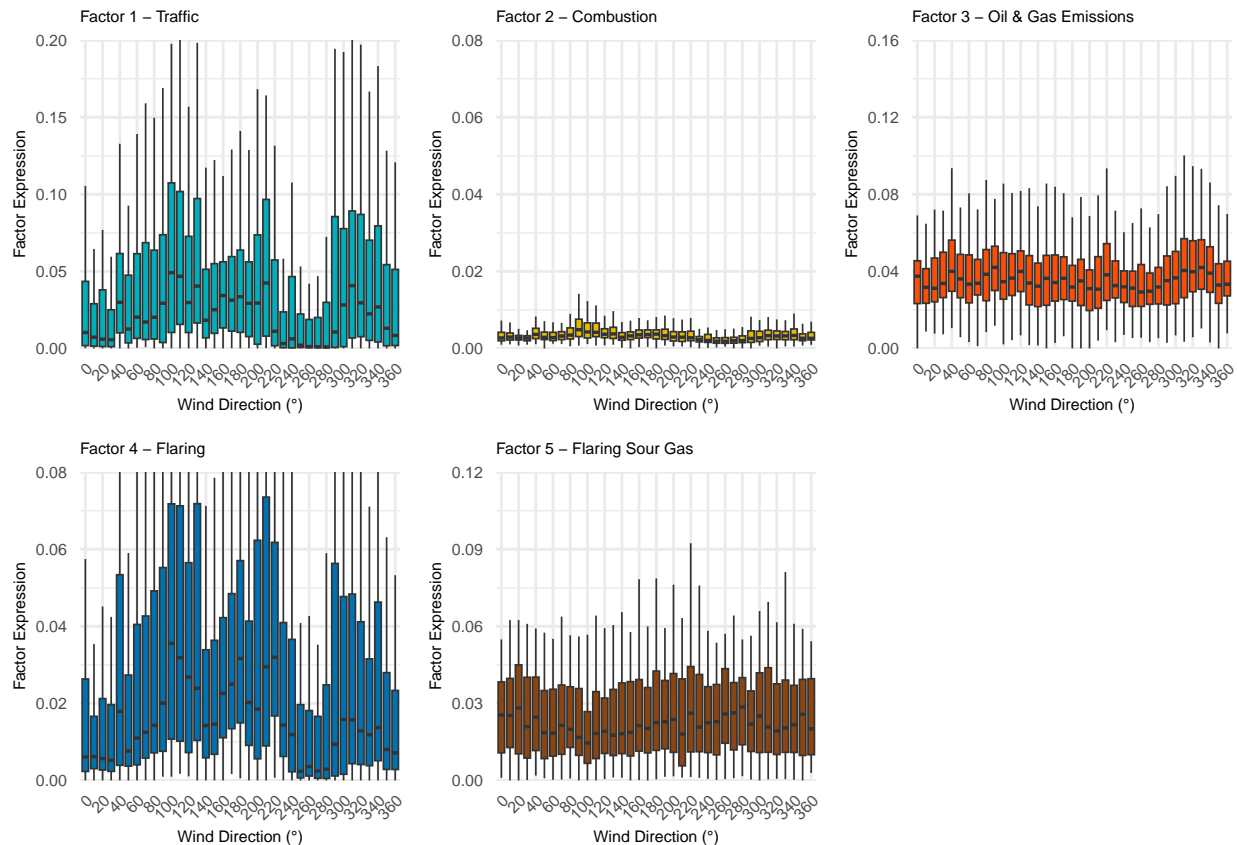 Factor 1 – Traffic
Factor Expression
0.20
0.15
0.10
0.05
0.00
0 20 40 60 80 100 120 140 160 180 200 220 240 260 280 300 320 340 360
Wind Direction (°)
Factor 2 – Combustion
Factor Expression
0.08
0.06
0.04
0.02
0.00
0 20 40 60 80 100 120 140 160 180 200 220 240 260 280 300 320 340 360
Wind Direction (°)
Factor 3 – Oil & Gas Emissions
Factor Expression
0.16
0.12
0.08
0.04
0.00
0 20 40 60 80 100 120 140 160 180 200 220 240 260 280 300 320 340 360
Wind Direction (°)
Factor 4 – Flaring
Factor Expression
0.08
0.06
0.04
0.02
0.00
0 20 40 60 80 100 120 140 160 180 200 220 240 260 280 300 320 340 360
Wind Direction (°)
Factor 5 – Flaring Sour Gas
Factor Expression
0.12
0.09
0.06
0.03
0.00
0 20 40 60 80 100 120 140 160 180 200 220 240 260 280 300 320 340 360
Wind Direction (°)